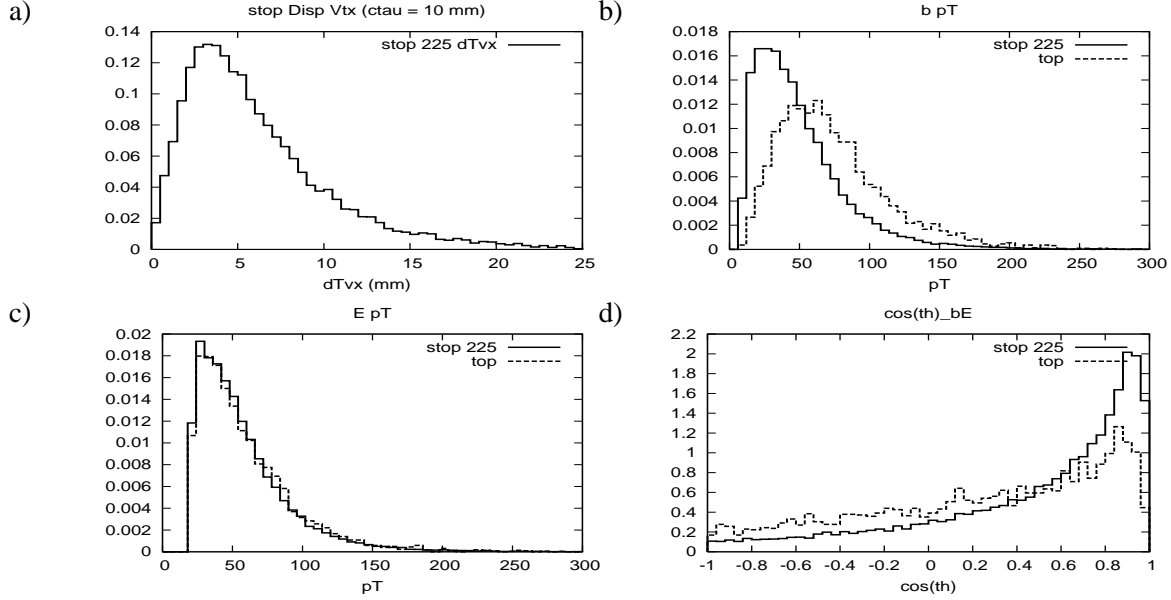 a)
stop Disp Vtx (ctau = 10 mm)
0.14
0.12
0.1
0.08
0.06
0.04
0.02
0
stop 225 dTvx
0 5 10 15 20 25
dTvx (mm)
b)
b pT
0.018
0.016
0.014
0.012
0.01
0.008
0.006
0.004
0.002
0
stop 225
top
0 50 100 150 200 250 300
pT
c)
E pT
0.02
0.018
0.016
0.014
0.012
0.01
0.008
0.006
0.004
0.002
0
stop 225
top
0 50 100 150 200 250 300
pT
d)
cos(th)_bE
2.2
2
1.8
1.6
1.4
1.2
1
0.8
0.6
0.4
0.2
0
stop 225
top
-1 -0.8 -0.6 -0.4 -0.2 0 0.2 0.4 0.6 0.8 1
cos(th)